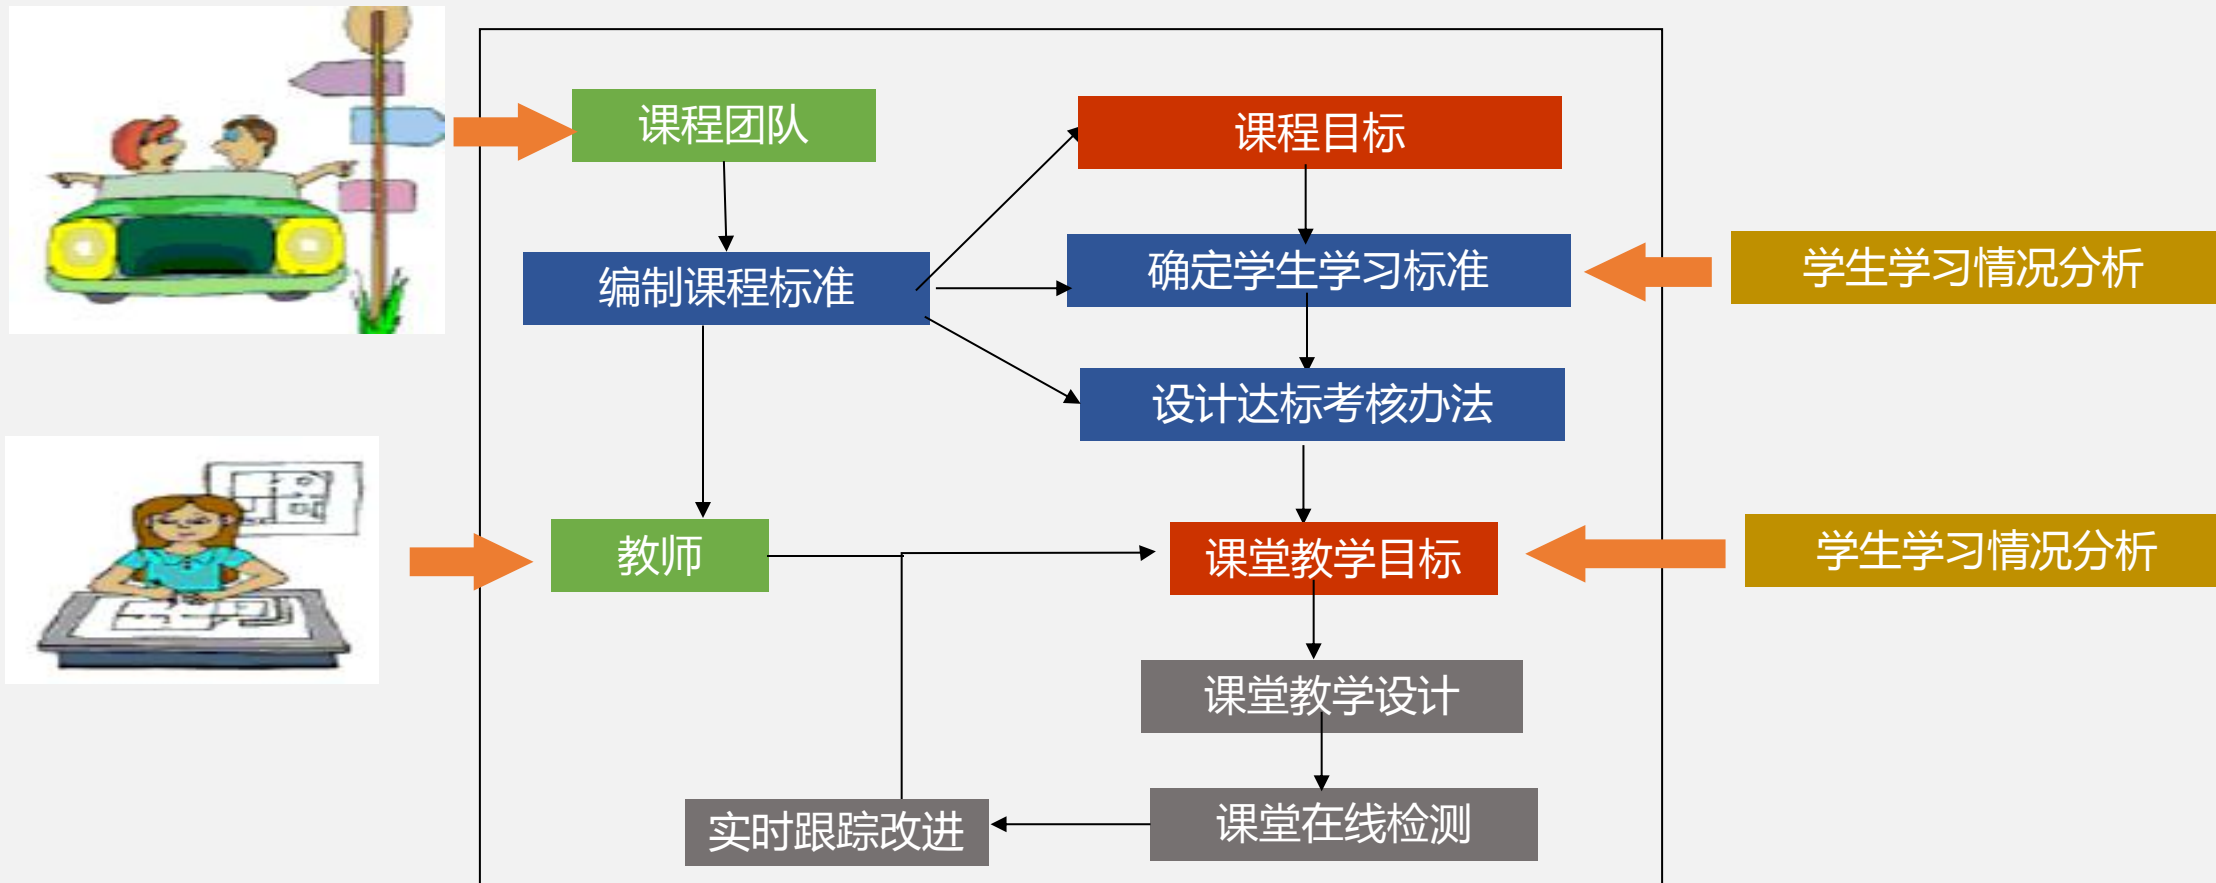 课程团队
课程目标
编制课程标准
确定学生学习标准
学生学习情况分析
设计达标考核办法
教师
课堂教学目标
学生学习情况分析
课堂教学设计
实时跟踪改进
课堂在线检测